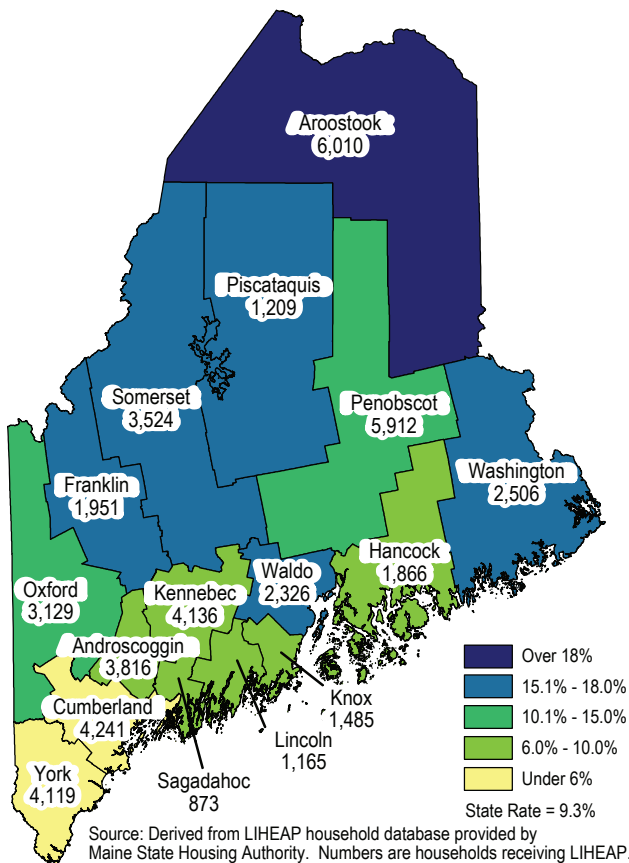 Aroostook
6,010
Piscataquis
1,209
Somerset
3,524
Penobscot
5,912
Washington
2,506
Franklin
1,951
Hancock
1,866
Waldo
2,326
Oxford
3,129
Kennebec
4,136
Androscoggin
3,816
Knox
1,485
Cumberland
4,241
Lincoln
1,165
York
4,119
Sagadahoc
873
Over 18%
15.1% - 18.0%
10.1% - 15.0%
6.0% - 10.0%
Under 6%
State Rate = 9.3%
Source: Derived from LIHEAP household database provided by
Maine State Housing Authority. Numbers are households receiving LIHEAP.